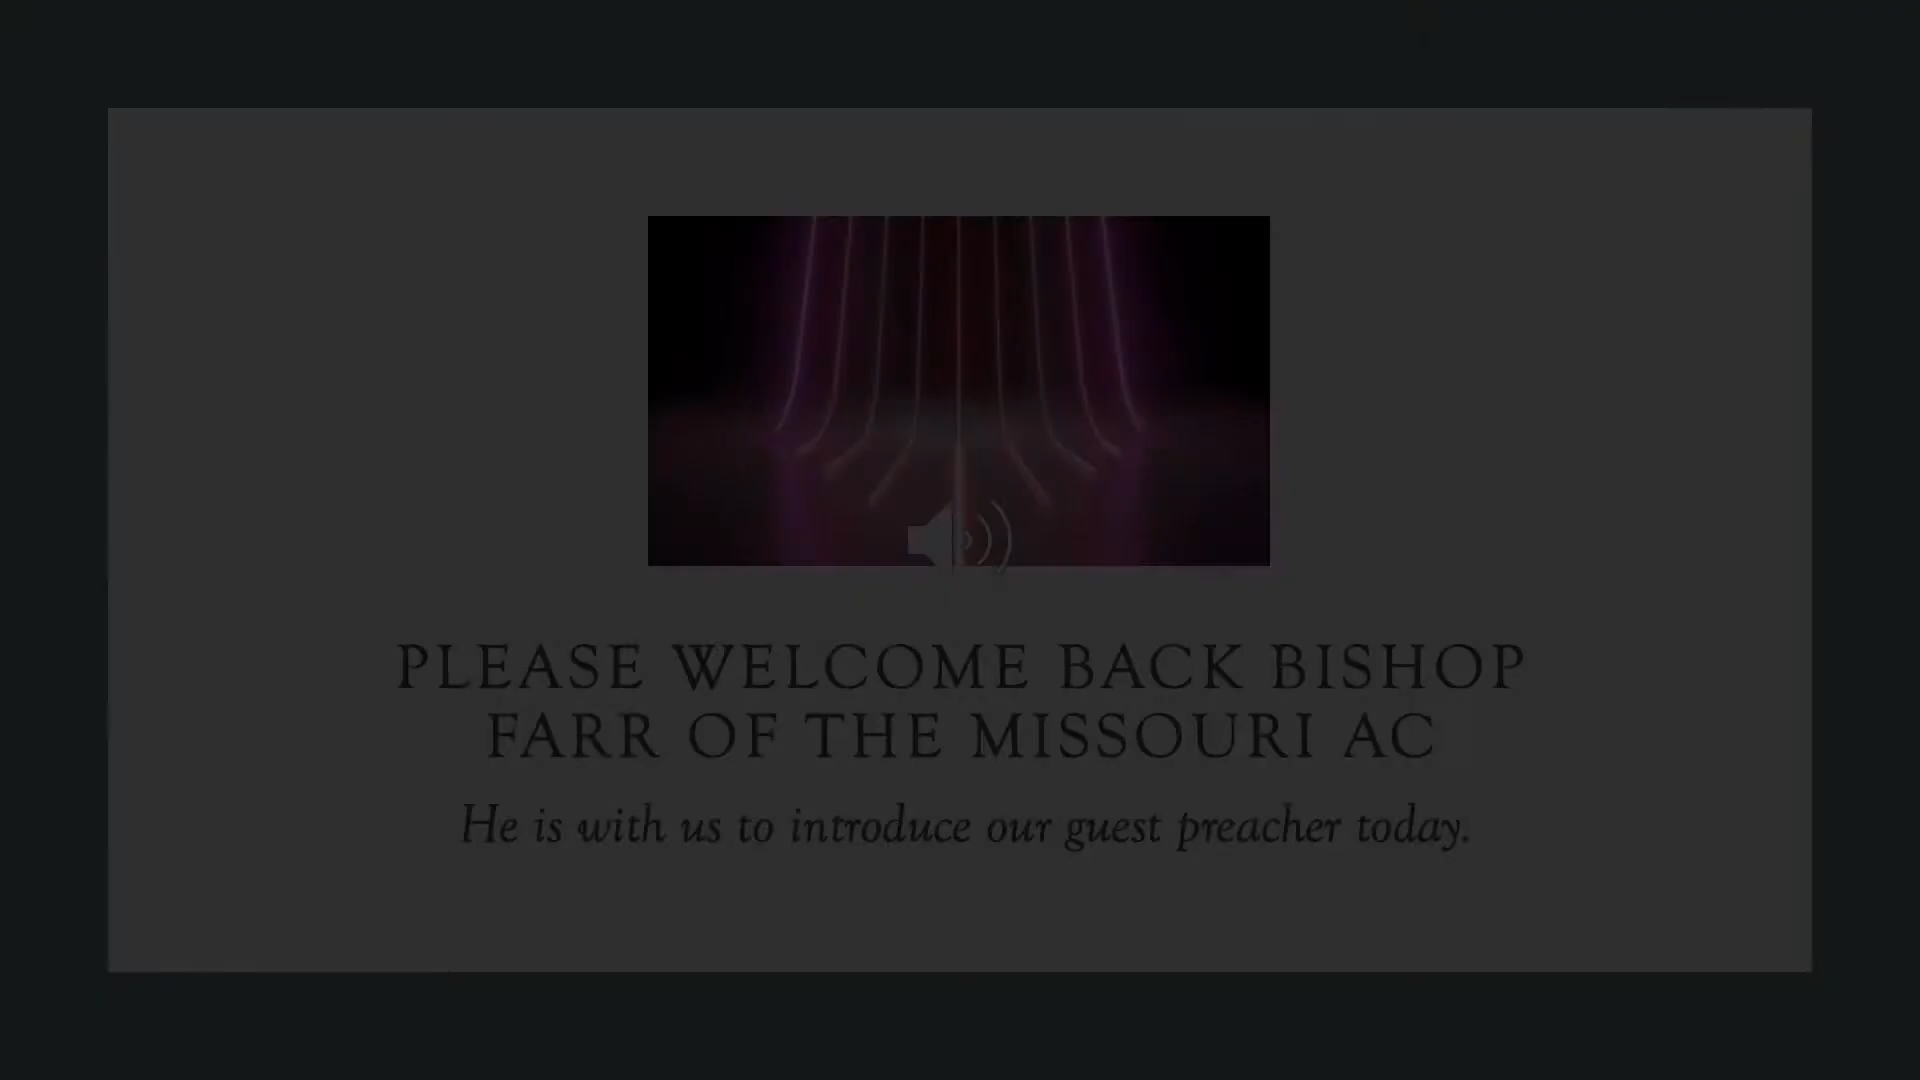 PLEASE WELCOME BACK BISHOP
FARR OF THE MISSOURI AC
He is with us to introduce our guest preacher today.